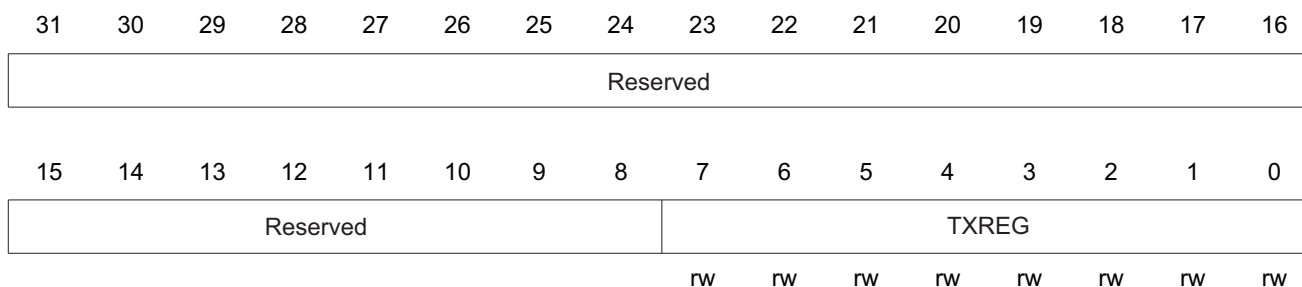 31 30 29 28 27 26 25 24 23 22 21 20 19 18 17 16
Reserved
15 14 13 12 11 10 9 8 7 6 5 4 3 2 1 0
Reserved TXREG
rw rw rw rw rw rw rw rw